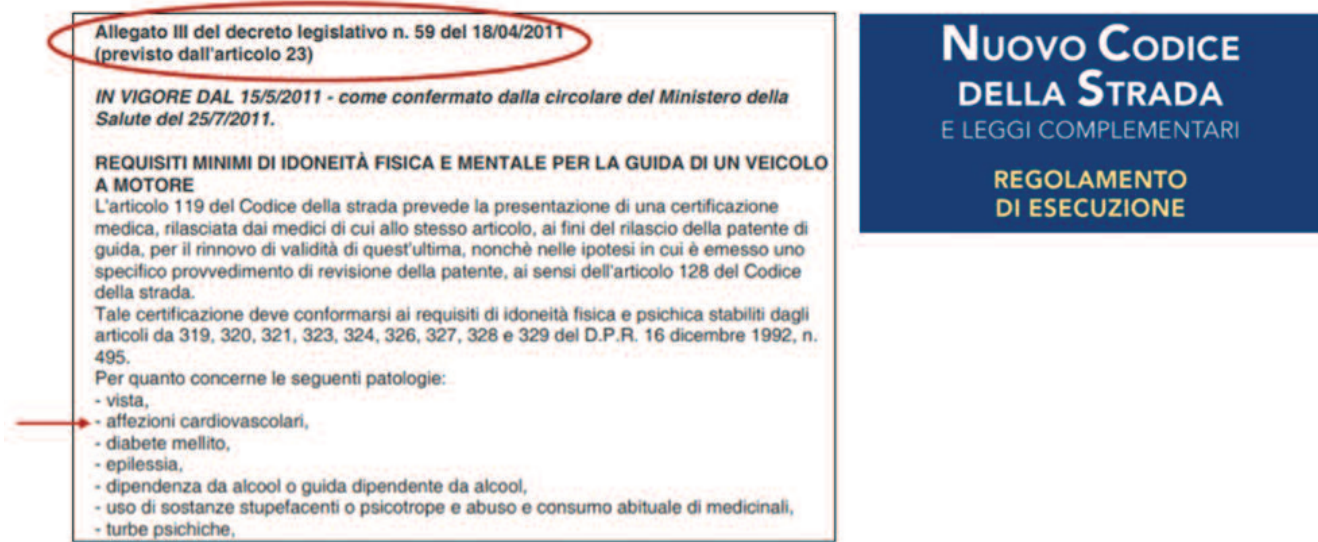 Allegato III del decreto legislativo n. 59 del 18/04/2011
(previsto dall'articolo 23)
IN VIGORE DAL 15/5/2011 - come confermato dalla circolare del Ministero della
Salute del 25/7/2011.
REQUISITI MINIMI DI IDONEITÀ FISICA E MENTALE PER LA GUIDA DI UN VEICOLO
A MOTORE
L'articolo 119 del Codice della strada prevede la presentazione di una certificazione
medica, rilasciata dai medici di cui allo stesso articolo, ai fini del rilascio della patente di
guida, per il rinnovo di validità di quest'ultima, nonchè nelle ipotesi in cui è emesso uno
specifico provvedimento di revisione della patente, ai sensi dell'articolo 128 del Codice
della strada.
Tale certificazione deve conformarsi ai requisiti di idoneità fisica e psichica stabiliti dagli
articoli da 319, 320, 321, 323, 324, 326, 327, 328 e 329 del D.P.R. 16 dicembre 1992, n.
495.
Per quanto concerne le seguenti patologie:
- vista,
- affezioni cardiovascolari,
- diabete mellito,
- epilessia,
- dipendenza da alcool o guida dipendente da alcool,
- uso di sostanze stupefacenti o psicotrope e abuso e consumo abituale di medicinali,
- turbe psichiche,
NUOVO CODICE
DELLA STRADA
E LEGGI COMPLEMENTARI
REGOLAMENTO
DI ESECUZIONE